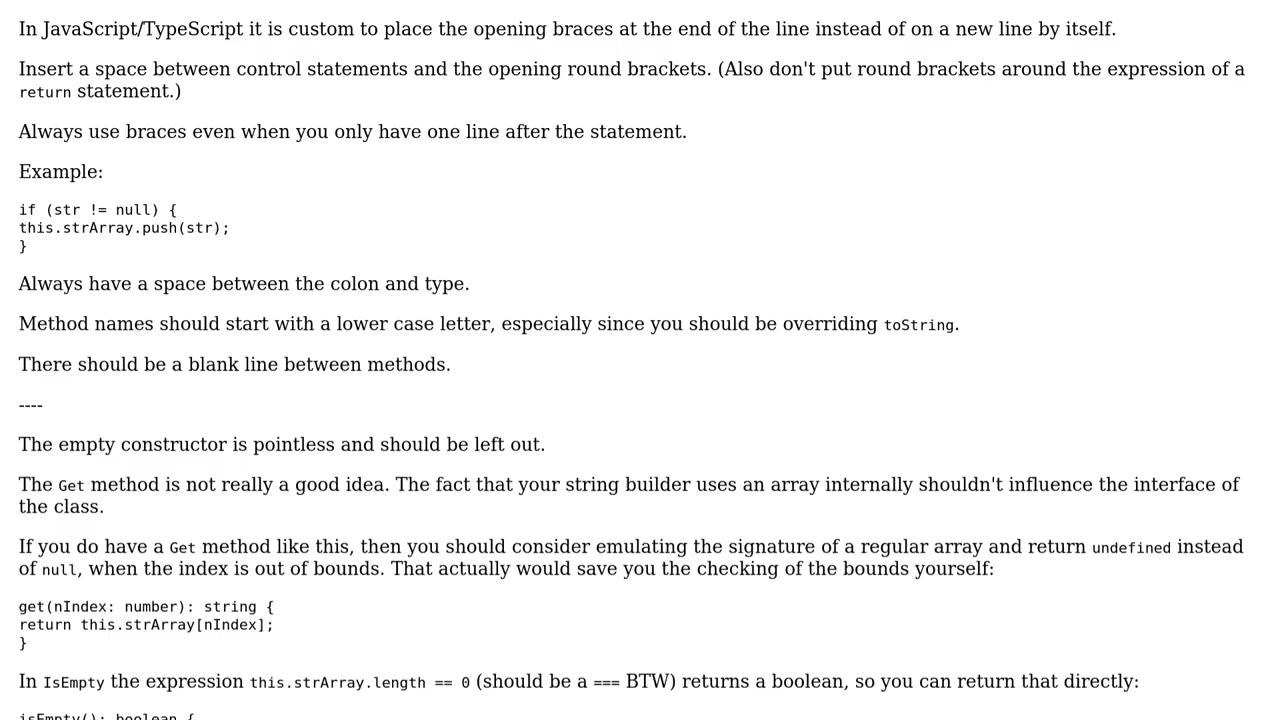 In JavaScript/TypeScript it is custom to place the opening braces at the end of the line instead of on a new line by itself.
Insert a space between control statements and the opening round brackets. (Also don't put round brackets around the expression of a
return statement.)
Always use braces even when you only have one line after the statement.
Example:
if (str != null) {
this.strArray.push(str);
}
Always have a space between the colon and type.
Method names should start with a lower case letter, especially since you should be overriding toString.
There should be a blank line between methods.
----
The empty constructor is pointless and should be left out.
The Get method is not really a good idea. The fact that your string builder uses an array internally shouldn't influence the interface of
the class.
If you do have a Get method like this, then you should consider emulating the signature of a regular array and return undefined instead
of null, when the index is out of bounds. That actually would save you the checking of the bounds yourself:
get(nIndex: number): string {
return this.strArray[nIndex];
}
In IsEmpty the expression this.strArray.length == 0 (should be a === BTW) returns a boolean, so you can return that directly:
isEmpty(): boolean {